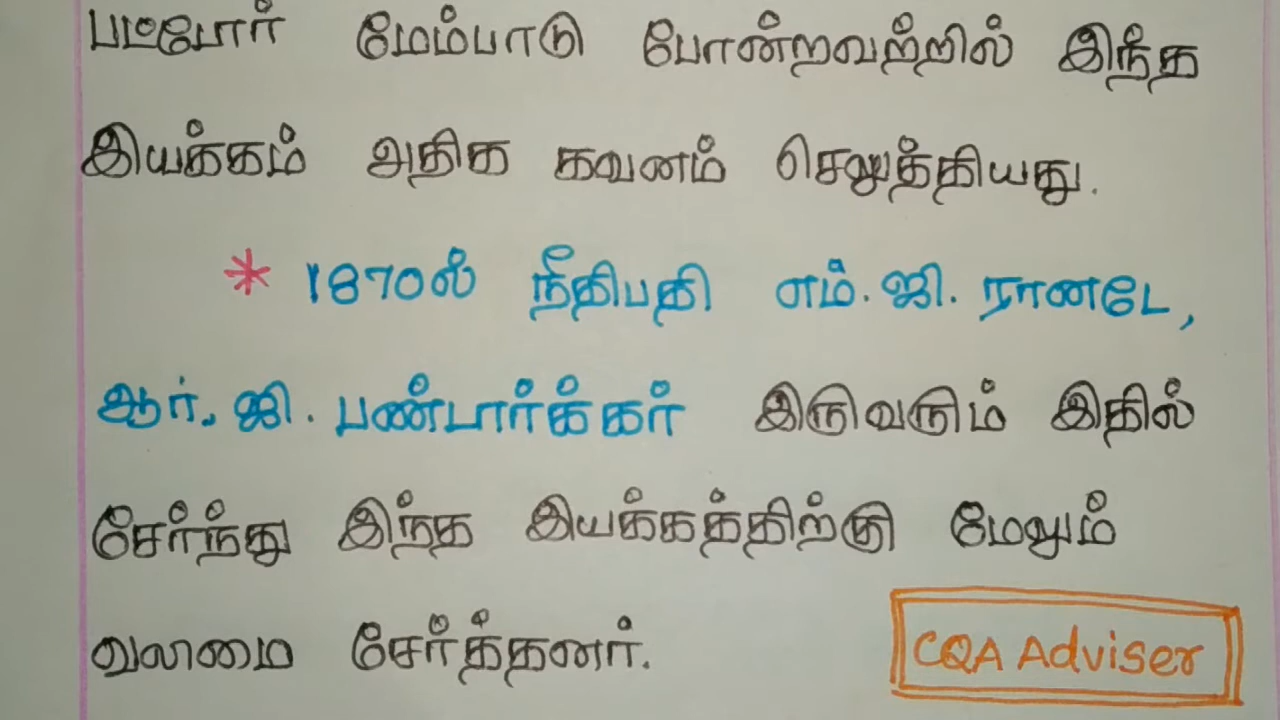 பட்டோர் மேம்பாடு போன்றவற்றில் இந்த
இயக்கம் அதிக கவனம் செலுத்தியது.
* 1870ல் நீதிபதி எம். ஜி. ரானடே,
ஆர். ஜி. பண்டார்க்கர் இருவரும் இதில்
சேர்ந்து இந்த இயக்கத்திற்கு மேலும்
வலிமை சேர்த்தனர்.
CQA Adviser